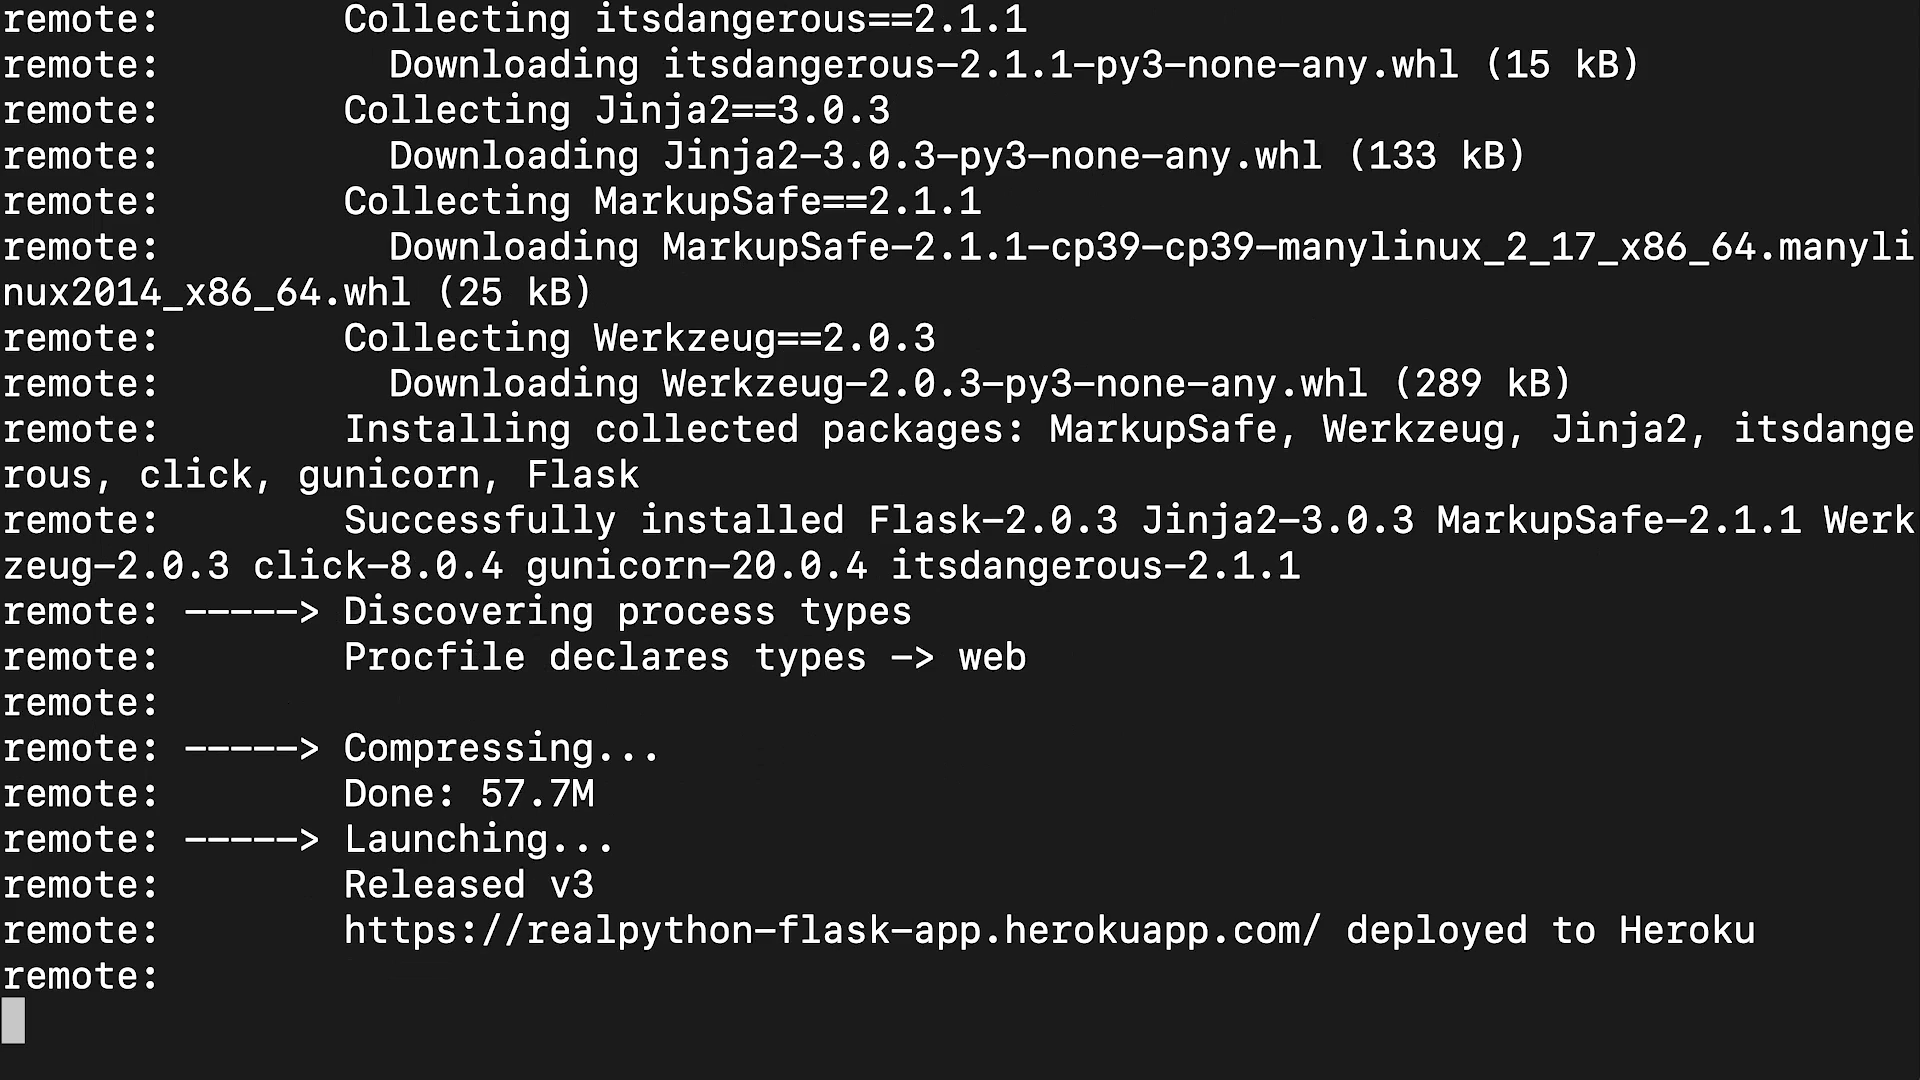 remote:        Collecting itsdangerous==2.1.1
remote:          Downloading itsdangerous-2.1.1-py3-none-any.whl (15 kB)
remote:        Collecting Jinja2==3.0.3
remote:          Downloading Jinja2-3.0.3-py3-none-any.whl (133 kB)
remote:        Collecting MarkupSafe==2.1.1
remote:          Downloading MarkupSafe-2.1.1-cp39-cp39-manylinux_2_17_x86_64.manyli
nux2014_x86_64.whl (25 kB)
remote:        Collecting Werkzeug==2.0.3
remote:          Downloading Werkzeug-2.0.3-py3-none-any.whl (289 kB)
remote:        Installing collected packages: MarkupSafe, Werkzeug, Jinja2, itsdange
rous, click, gunicorn, Flask
remote:        Successfully installed Flask-2.0.3 Jinja2-3.0.3 MarkupSafe-2.1.1 Werk
zeug-2.0.3 click-8.0.4 gunicorn-20.0.4 itsdangerous-2.1.1
remote: -----> Discovering process types
remote:        Procfile declares types -> web
remote:
remote: -----> Compressing...
remote:        Done: 57.7M
remote: -----> Launching...
remote:        Released v3
remote:        https://realpython-flask-app.herokuapp.com/ deployed to Heroku
remote: